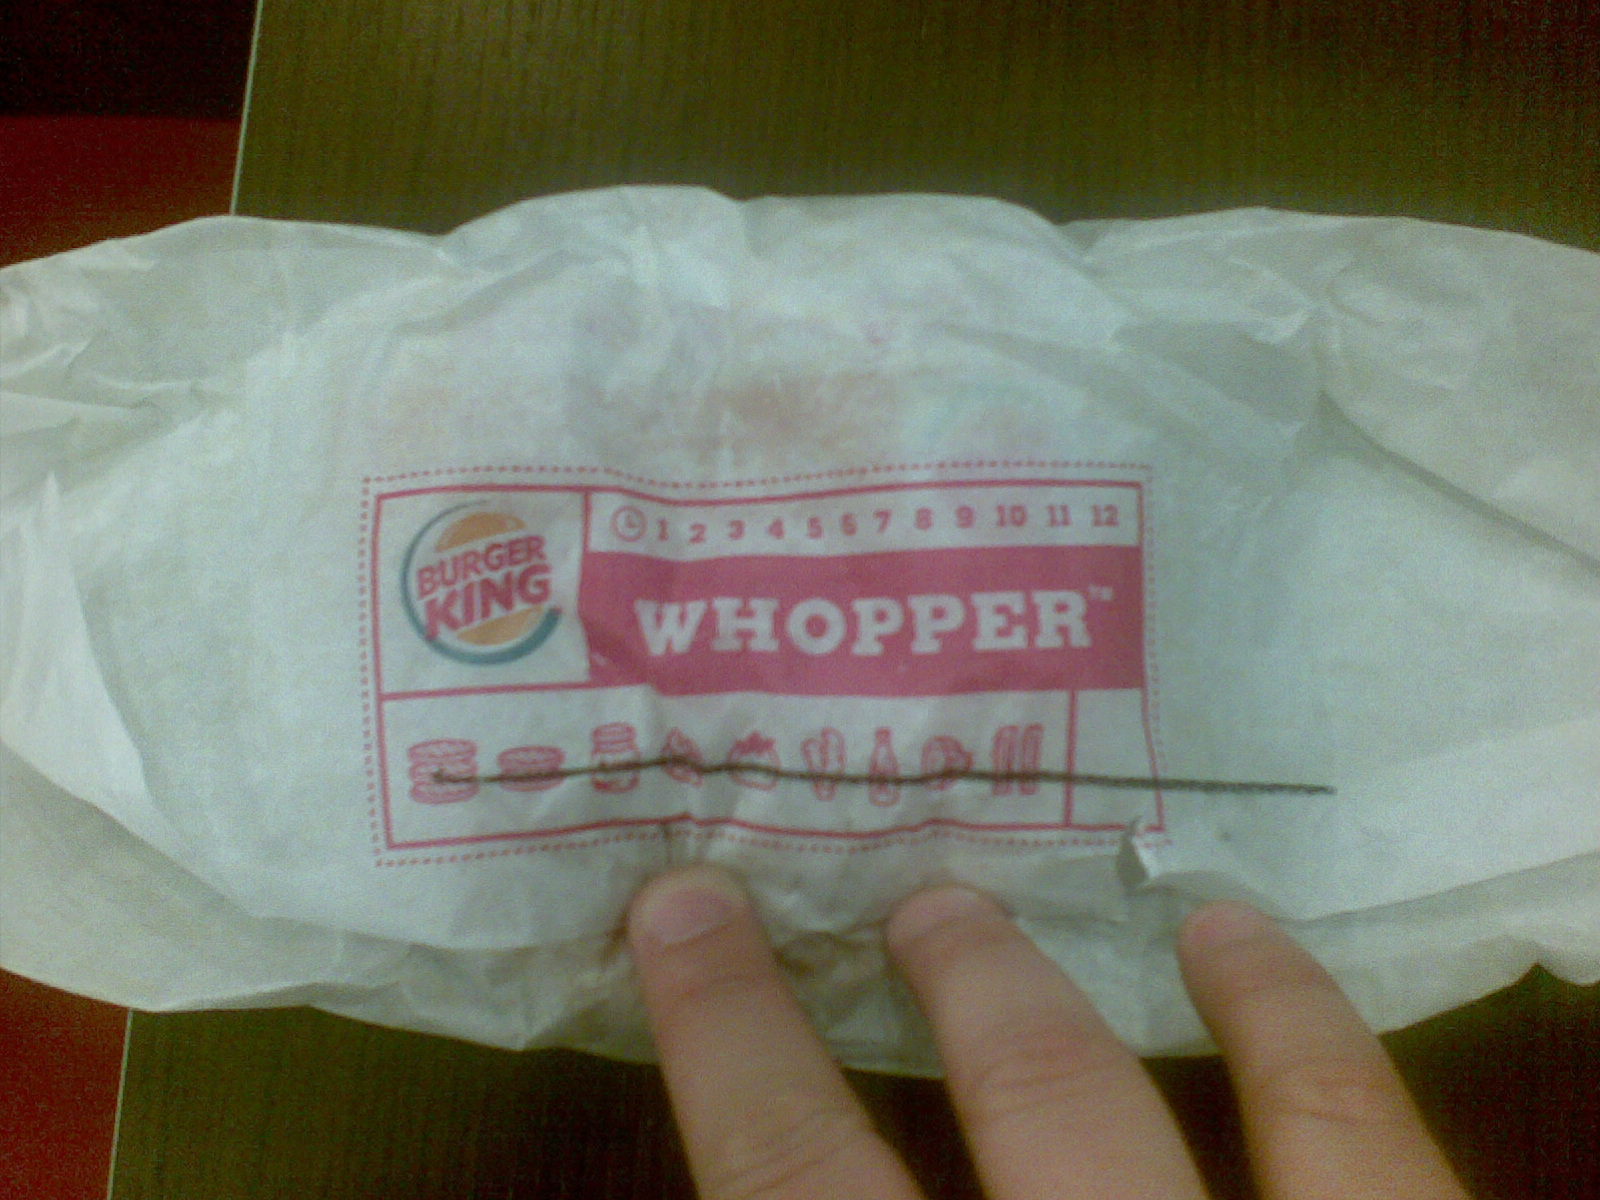 BURGER
KING
1 2 3 4 5 6 7 8 9 10 11 12
WHOPPER™